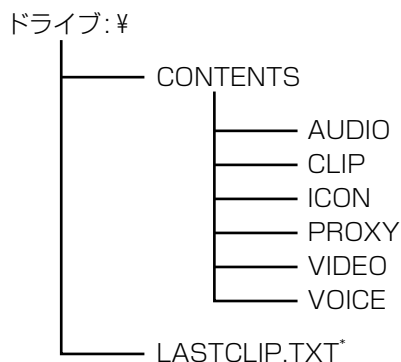 ドライブ: ¥
CONTENTS
AUDIO
CLIP
ICON
PROXY
VIDEO
VOICE
LASTCLIP.TXT*